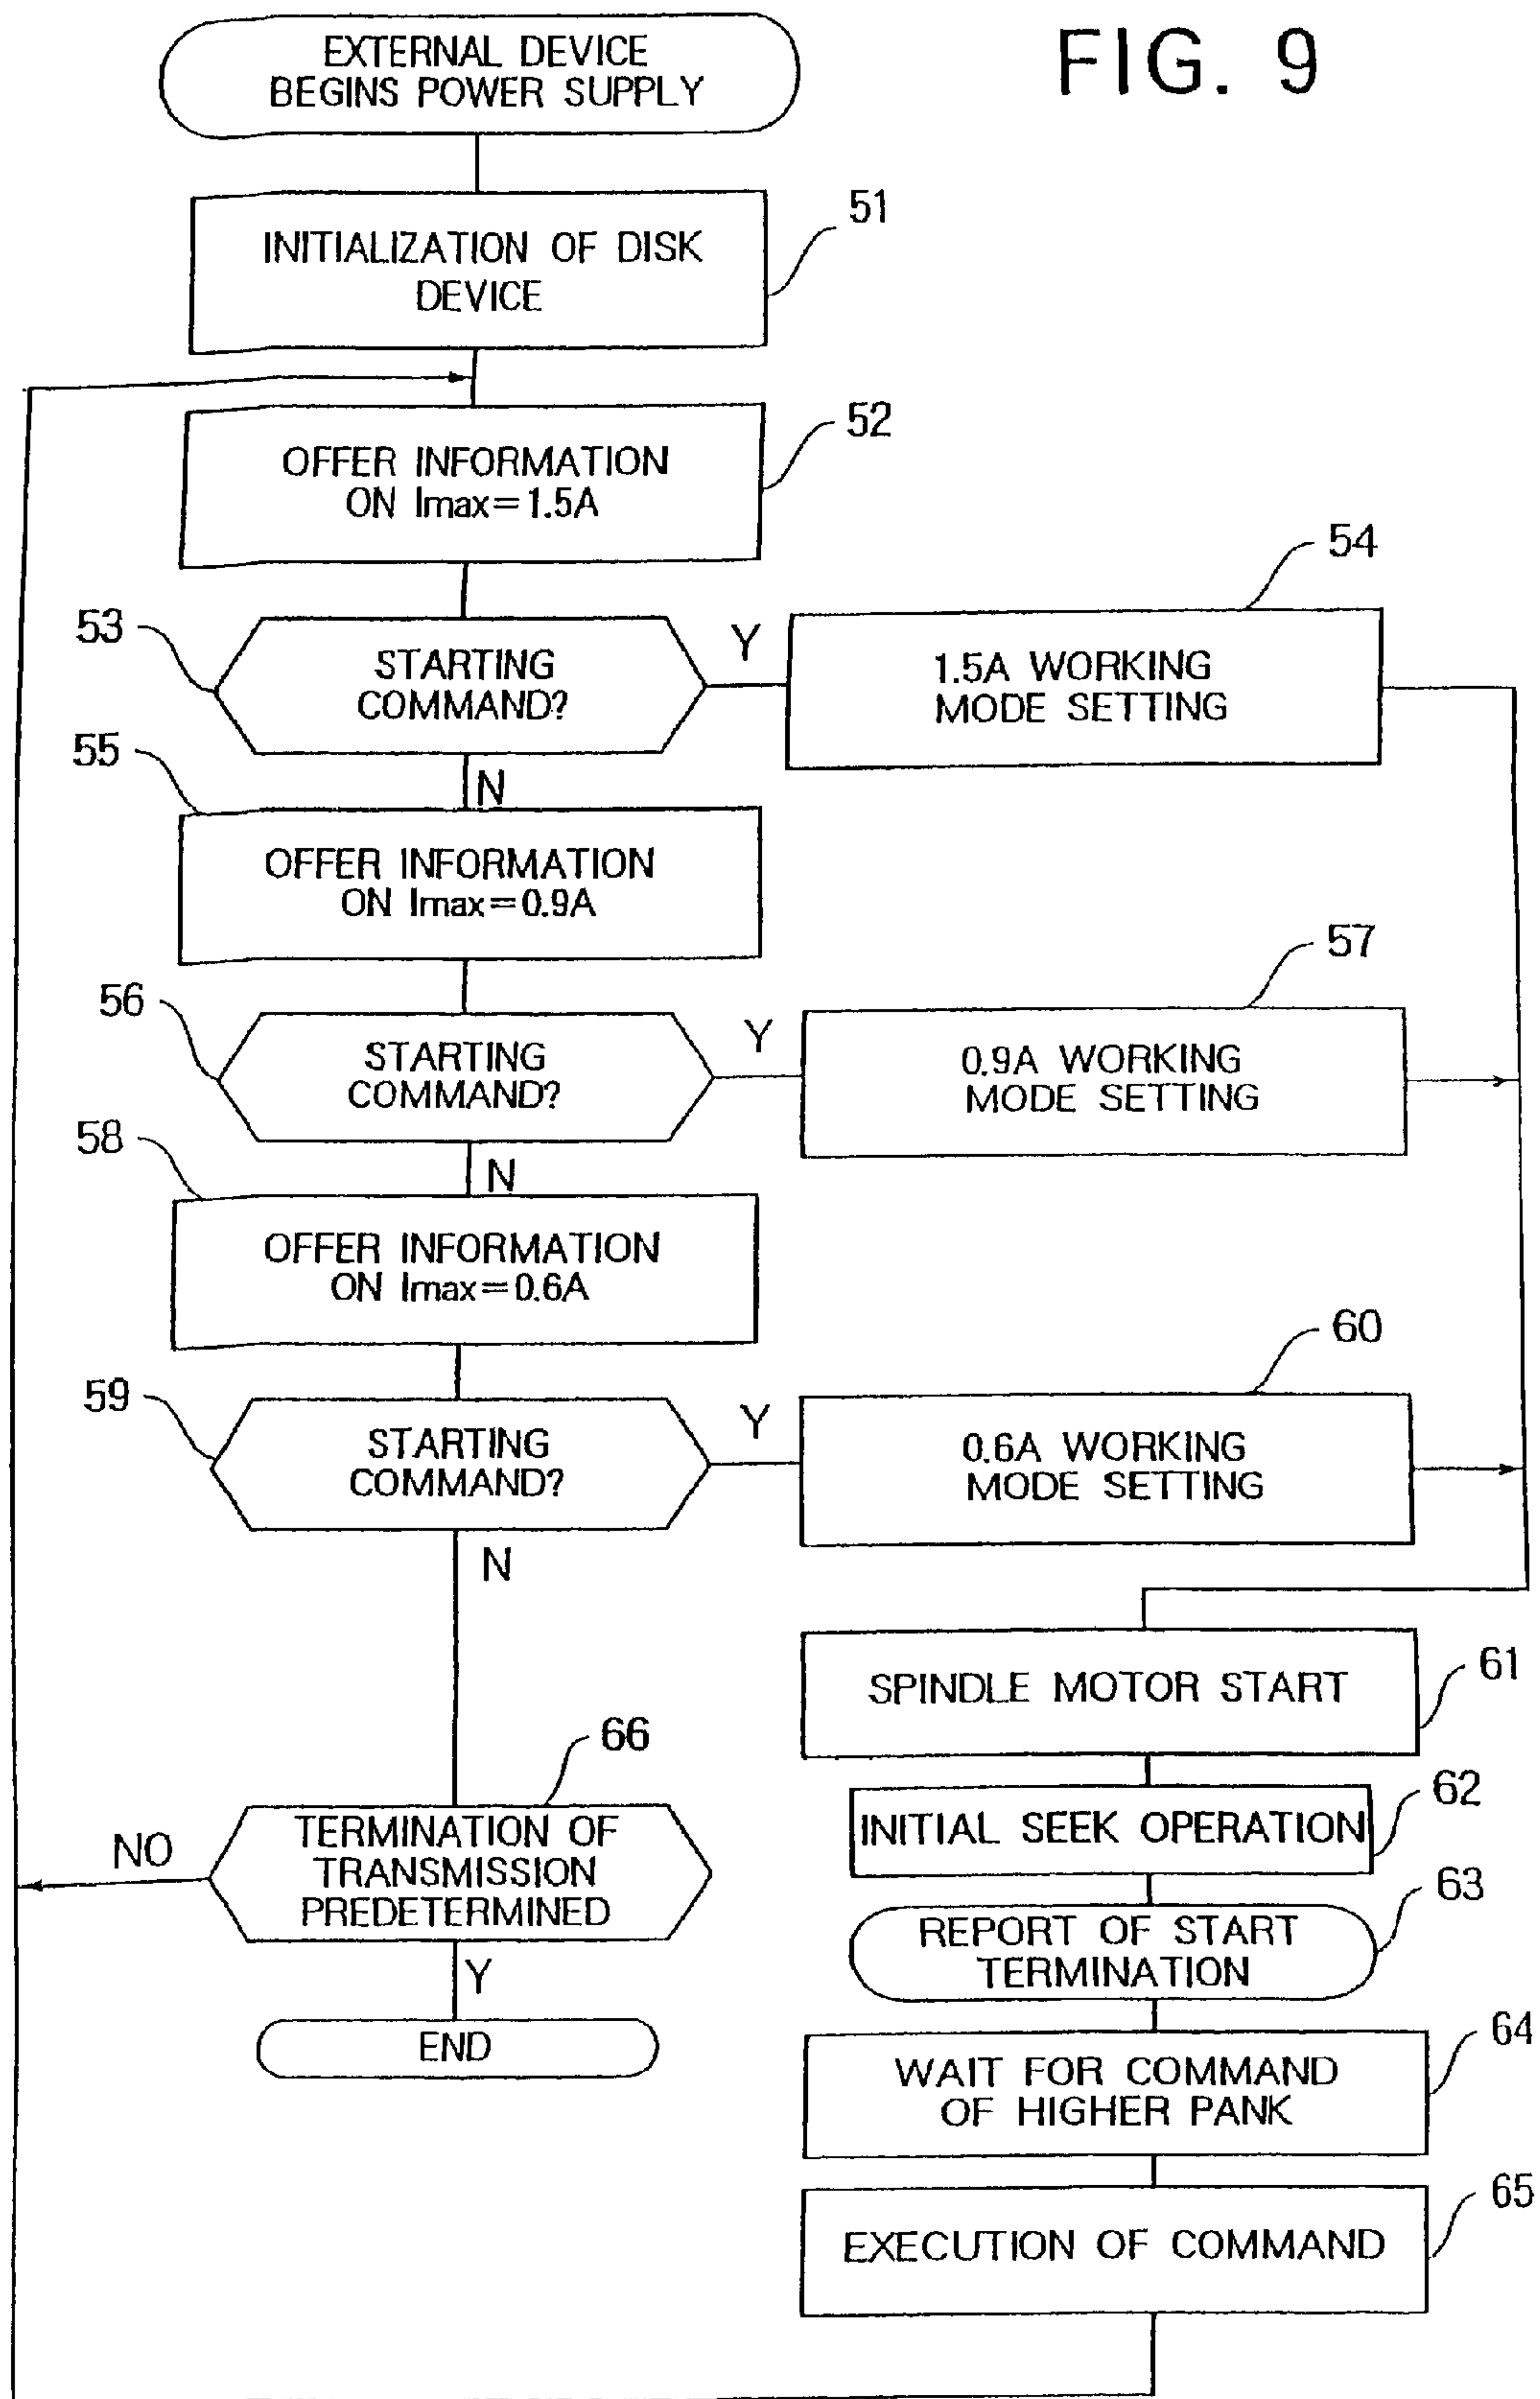 FIG. 9
EXTERNAL DEVICE
BEGINS POWER SUPPLY
51
INITIALIZATION OF DISK
DEVICE
52
OFFER INFORMATION
ON Imax=1.5A
53
STARTING
COMMAND?
Y
54
1.5A WORKING
MODE SETTING
N
55
OFFER INFORMATION
ON Imax=0.9A
56
STARTING
COMMAND?
Y
57
0.9A WORKING
MODE SETTING
N
58
OFFER INFORMATION
ON Imax=0.6A
59
STARTING
COMMAND?
Y
60
0.6A WORKING
MODE SETTING
N
61
SPINDLE MOTOR START
62
INITIAL SEEK OPERATION
63
REPORT OF START
TERMINATION
64
WAIT FOR COMMAND
OF HIGHER PANK
65
EXECUTION OF COMMAND
66
TERMINATION OF
TRANSMISSION
PREDETERMINED
NO
Y
END